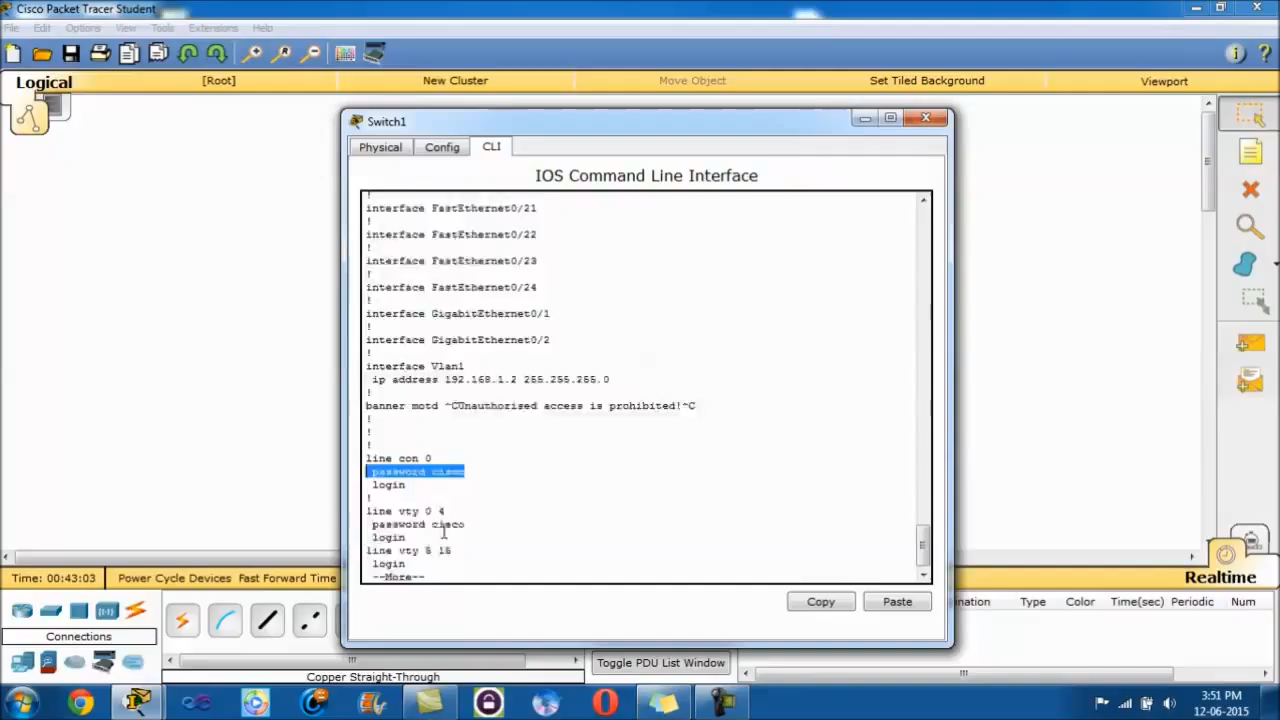 Cisco Packet Tracer Student
File Edit Options View Tools Extensions Help
Logical [Root] New Cluster Move Object Set Tiled Background Viewport
Switch1
Physical Config CLI
IOS Command Line Interface
!
interface FastEthernet0/21
!
interface FastEthernet0/22
!
interface FastEthernet0/23
!
interface FastEthernet0/24
!
interface GigabitEthernet0/1
!
interface GigabitEthernet0/2
!
interface Vlan1
ip address 192.168.1.2 255.255.255.0
!
banner motd ^CUnauthorised access is prohibited!^C
!
!
!
line con 0
password cisco
login
!
line vty 0 4
password cisco
login
line vty 5 15
login
--More--
Copy Paste
Time: 00:43:03 Power Cycle Devices Fast Forward Time
Realtime
ination Type Color Time(sec) Periodic Num
Connections
Toggle PDU List Window
Copper Straight-Through
3:51 PM
12-06-2015